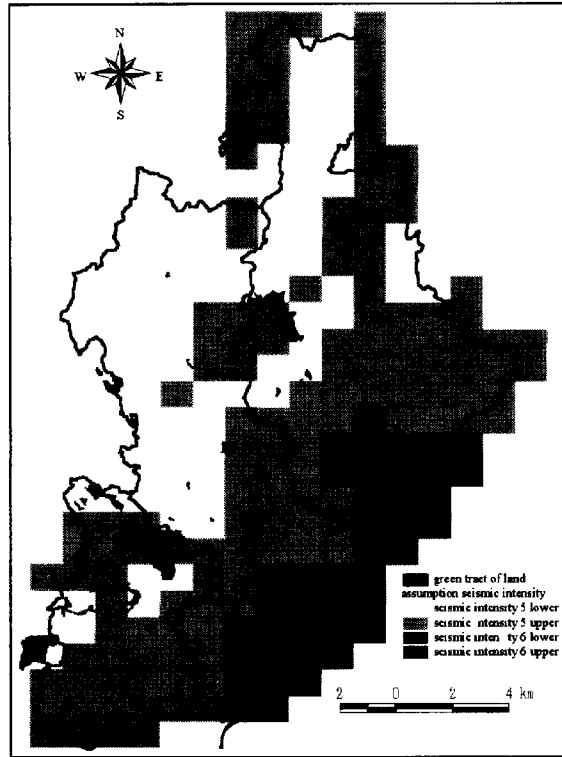 N
W E
S
green tract of land
assumption seismic intensity
seismic intensity 5 lower
seismic intensity 5 upper
seismic inten ty 6 lower
seismic intensity 6 upper
2 0 2 4 km